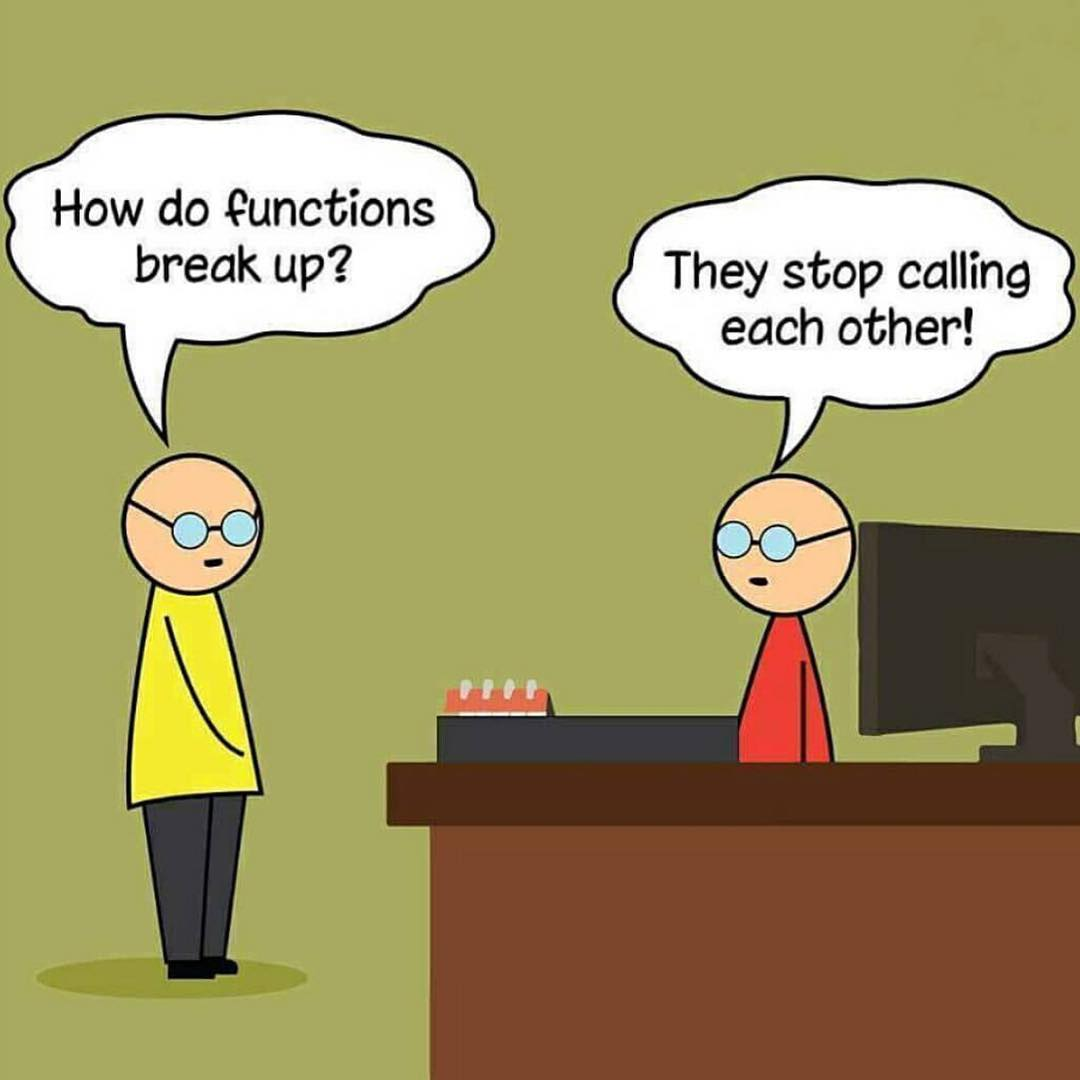 How do functions
break up?
They stop calling
each other!